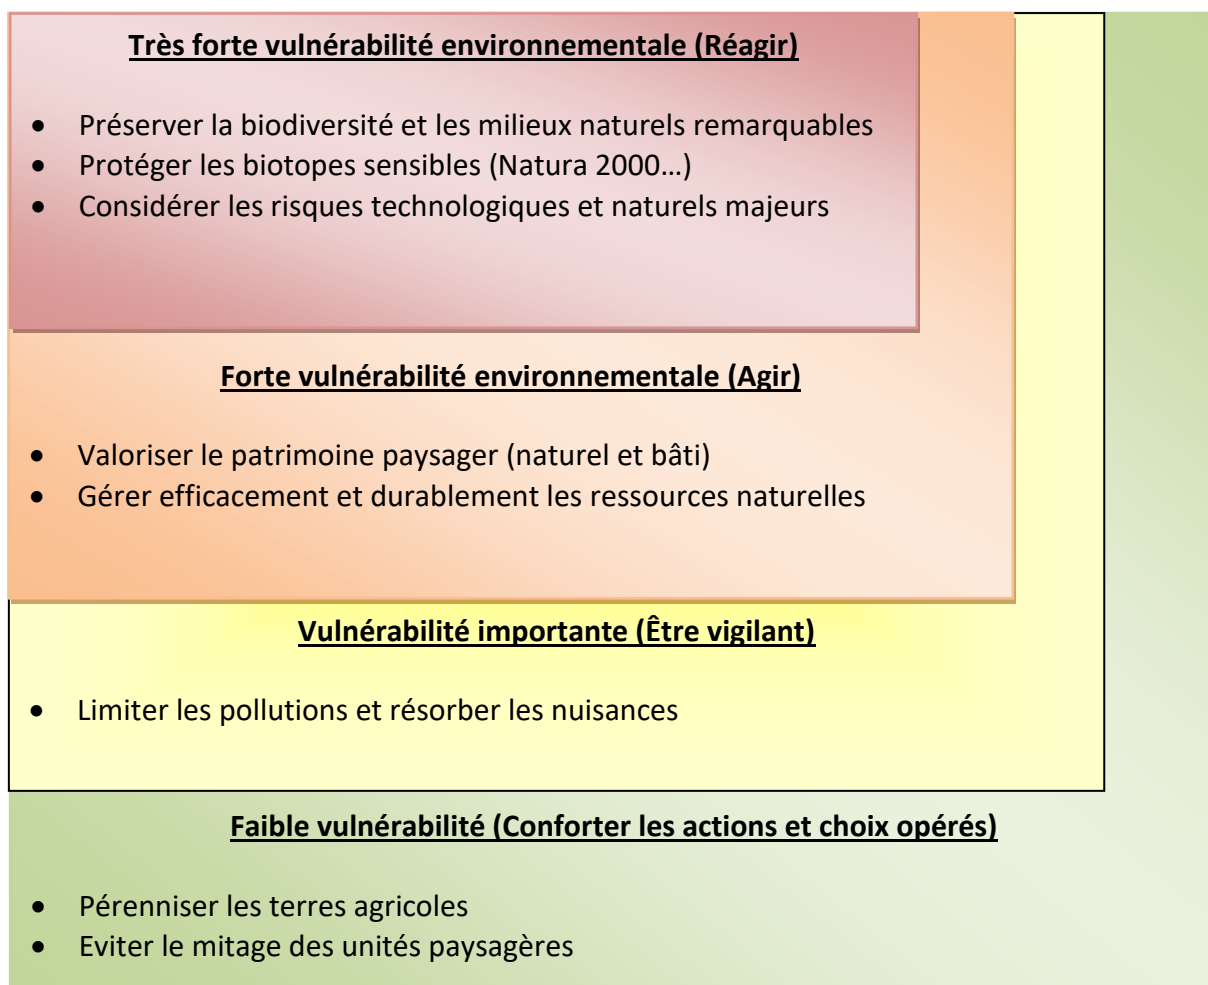 Très forte vulnérabilité environnementale (Réagir)
• Préserver la biodiversité et les milieux naturels remarquables
• Protéger les biotopes sensibles (Natura 2000…)
• Considérer les risques technologiques et naturels majeurs
Forte vulnérabilité environnementale (Agir)
• Valoriser le patrimoine paysager (naturel et bâti)
• Gérer efficacement et durablement les ressources naturelles
Vulnérabilité importante (Être vigilant)
• Limiter les pollutions et résorber les nuisances
Faible vulnérabilité (Conforter les actions et choix opérés)
• Pérenniser les terres agricoles
• Eviter le mitage des unités paysagères